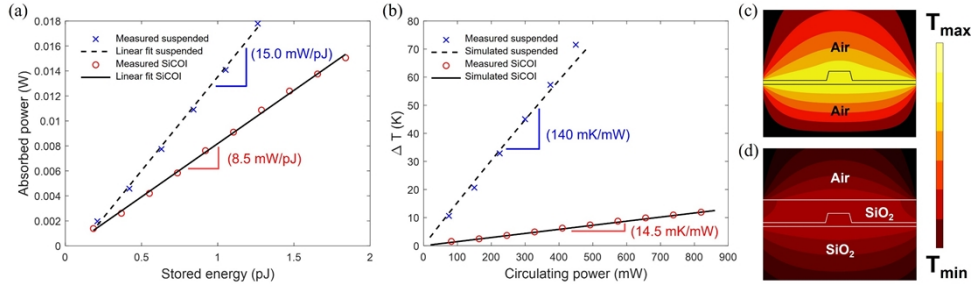 (a)
Absorbed power (W)
0.018
0.016
0.014
0.012
0.01
0.008
0.006
0.004
0.002
0
× Measured suspended
Linear fit suspended
Measured SiCOI
Linear fit SiCOI
(15.0 mW/pJ)
(8.5 mW/pJ)
0 0.5 1 1.5 2
Stored energy (pJ)
(b)
Δ T (K)
80
70
60
50
40
30
20
10
0
× Measured suspended
Simulated suspended
Measured SiCOI
Simulated SiCOI
(140 mK/mW)
(14.5 mK/mW)
0 100 200 300 400 500 600 700 800 900
Circulating power (mW)
(c)
Air
Air
(d)
Air
SiO2
SiO2
Tmax
Tmin